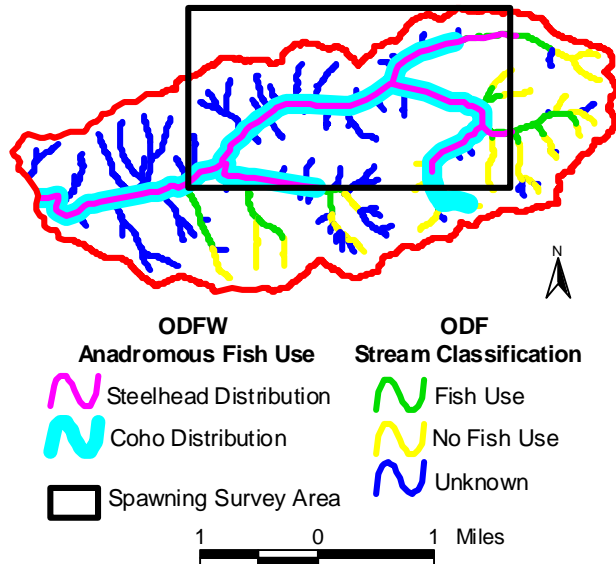 N
ODFW
Anadromous Fish Use
Steelhead Distribution
Coho Distribution
Spawning Survey Area
ODF
Stream Classification
Fish Use
No Fish Use
Unknown
1 0 1 Miles